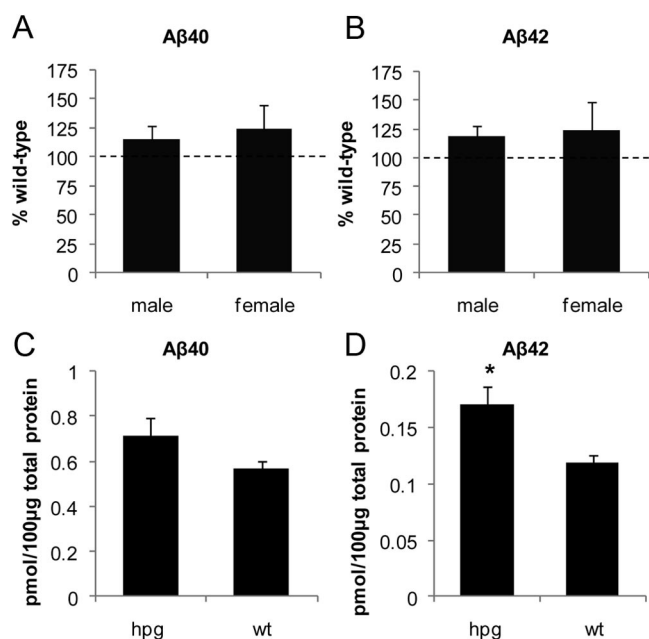 A
Aβ40
% wild-type
175
150
125
100
75
50
25
0
male female
B
Aβ42
% wild-type
175
150
125
100
75
50
25
0
male female
C
Aβ40
pmol/100µg total protein
1
0.8
0.6
0.4
0.2
0
hpg wt
D
Aβ42
pmol/100µg total protein
0.2
0.15
0.1
0.05
0
*
hpg wt